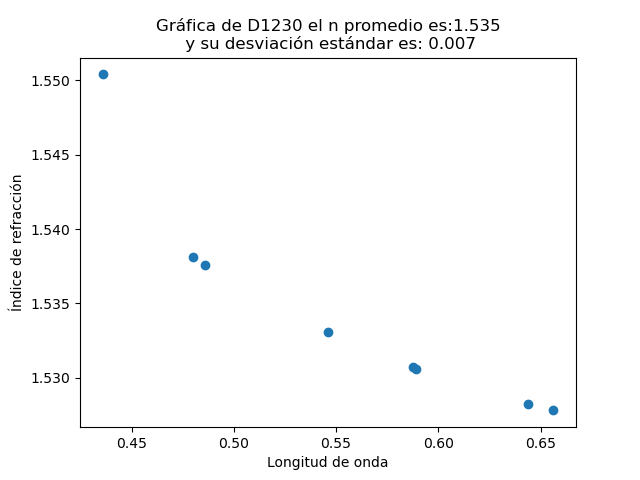 Gráfica de D1230 el n promedio es:1.535
y su desviación estándar es: 0.007
1.550
1.545
1.540
1.535
1.530
Índice de refracción
0.45 0.50 0.55 0.60 0.65
Longitud de onda